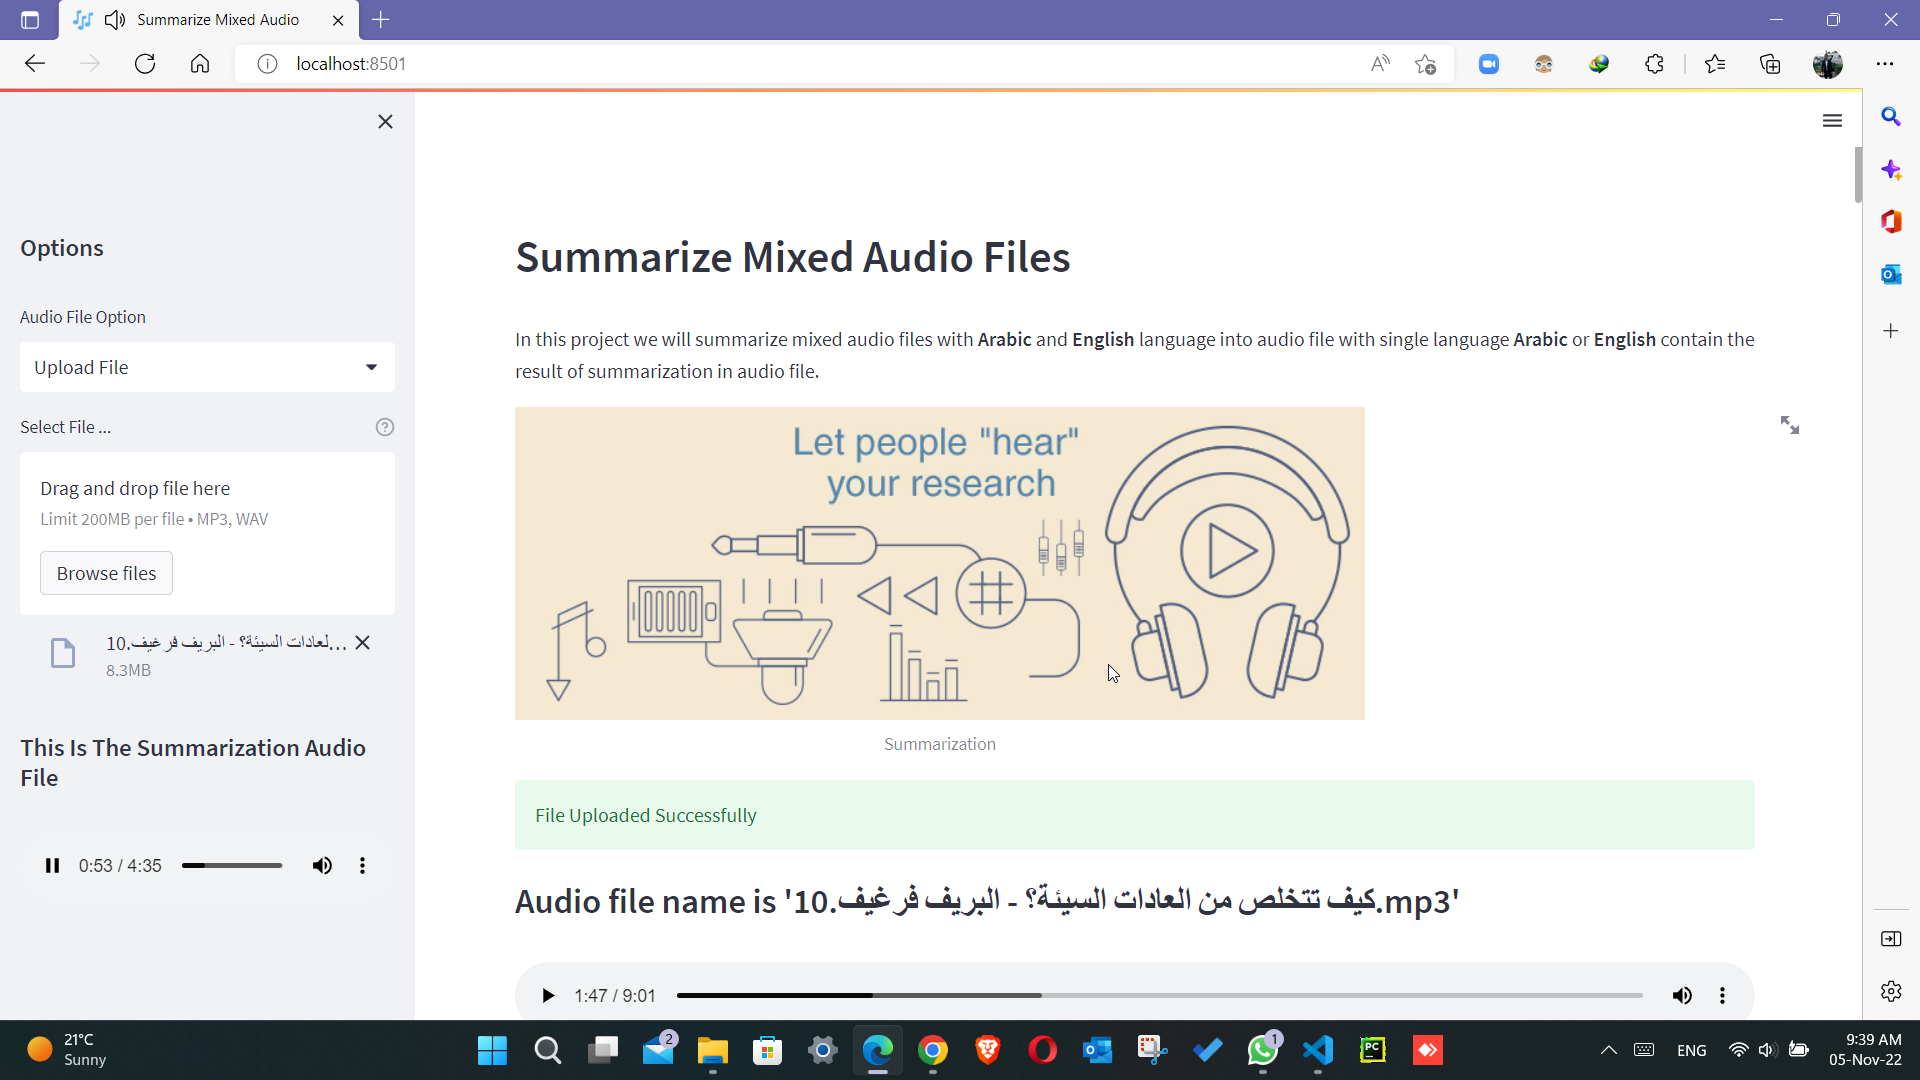 Summarize Mixed Audio
localhost:8501
Options
Audio File Option
Upload File
Select File ...
Drag and drop file here
Limit 200MB per file • MP3, WAV
Browse files
10.لعادات السيئة؟ - البريف فرغيف...
8.3MB
This Is The Summarization Audio
File
0:53 / 4:35
Summarize Mixed Audio Files
In this project we will summarize mixed audio files with Arabic and English language into audio file with single language Arabic or English contain the
result of summarization in audio file.
Let people "hear"
your research
Summarization
File Uploaded Successfully
Audio file name is '10.كيف تتخلص من العادات السيئة؟ - البريف فرغيف.mp3'
1:47 / 9:01
21°C
Sunny
2
PC
1
ENG
9:39 AM
05-Nov-22